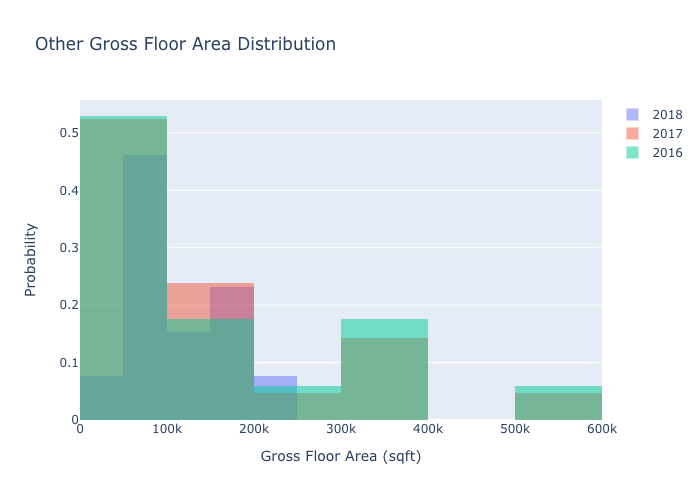 Other Gross Floor Area Distribution
2018
2017
2016
0.5
0.4
0.3
0.2
0.1
0
0 100k 200k 300k 400k 500k 600k
Gross Floor Area (sqft)
Probability